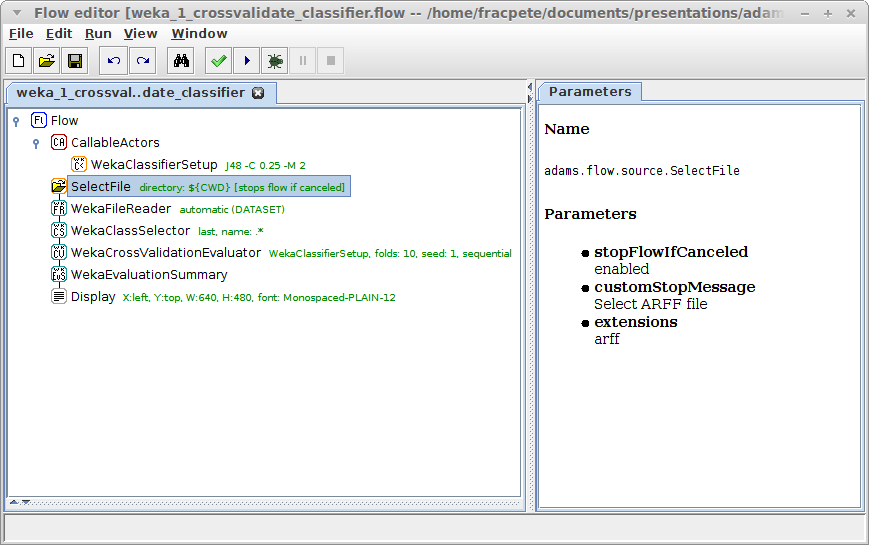 Flow editor [weka_1_crossvalidate_classifier.flow -- /home/fracpete/documents/presentations/adam
File Edit Run View Window
weka_1_crossval..date_classifier
Flow
CallableActors
WekaClassifierSetup J48 -C 0.25 -M 2
SelectFile directory: ${CWD} [stops flow if canceled]
WekaFileReader automatic (DATASET)
WekaClassSelector last, name: .*
WekaCrossValidationEvaluator WekaClassifierSetup, folds: 10, seed: 1, sequential
WekaEvaluationSummary
Display X:left, Y:top, W:640, H:480, font: Monospaced-PLAIN-12
Parameters
Name
adams.flow.source.SelectFile
Parameters
stopFlowIfCanceled
enabled
customStopMessage
Select ARFF file
extensions
arff